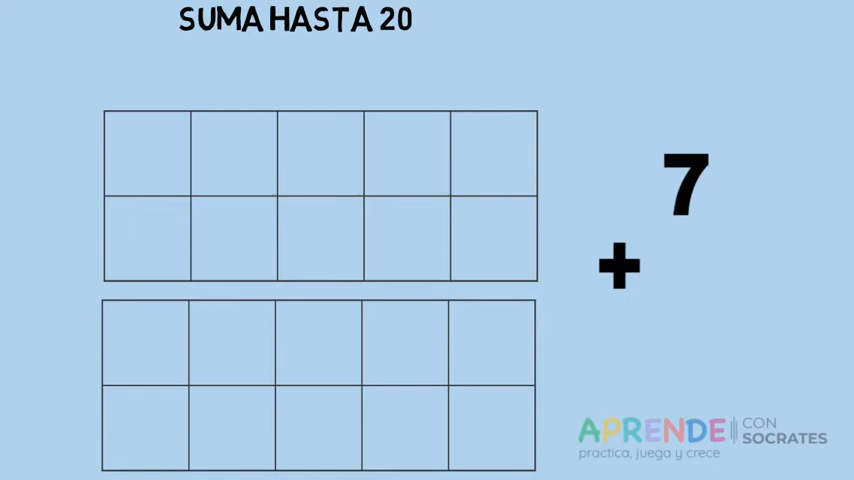 SUMA HASTA 20
7
+
APRENDE CON SOCRATES
practica, juega y crece